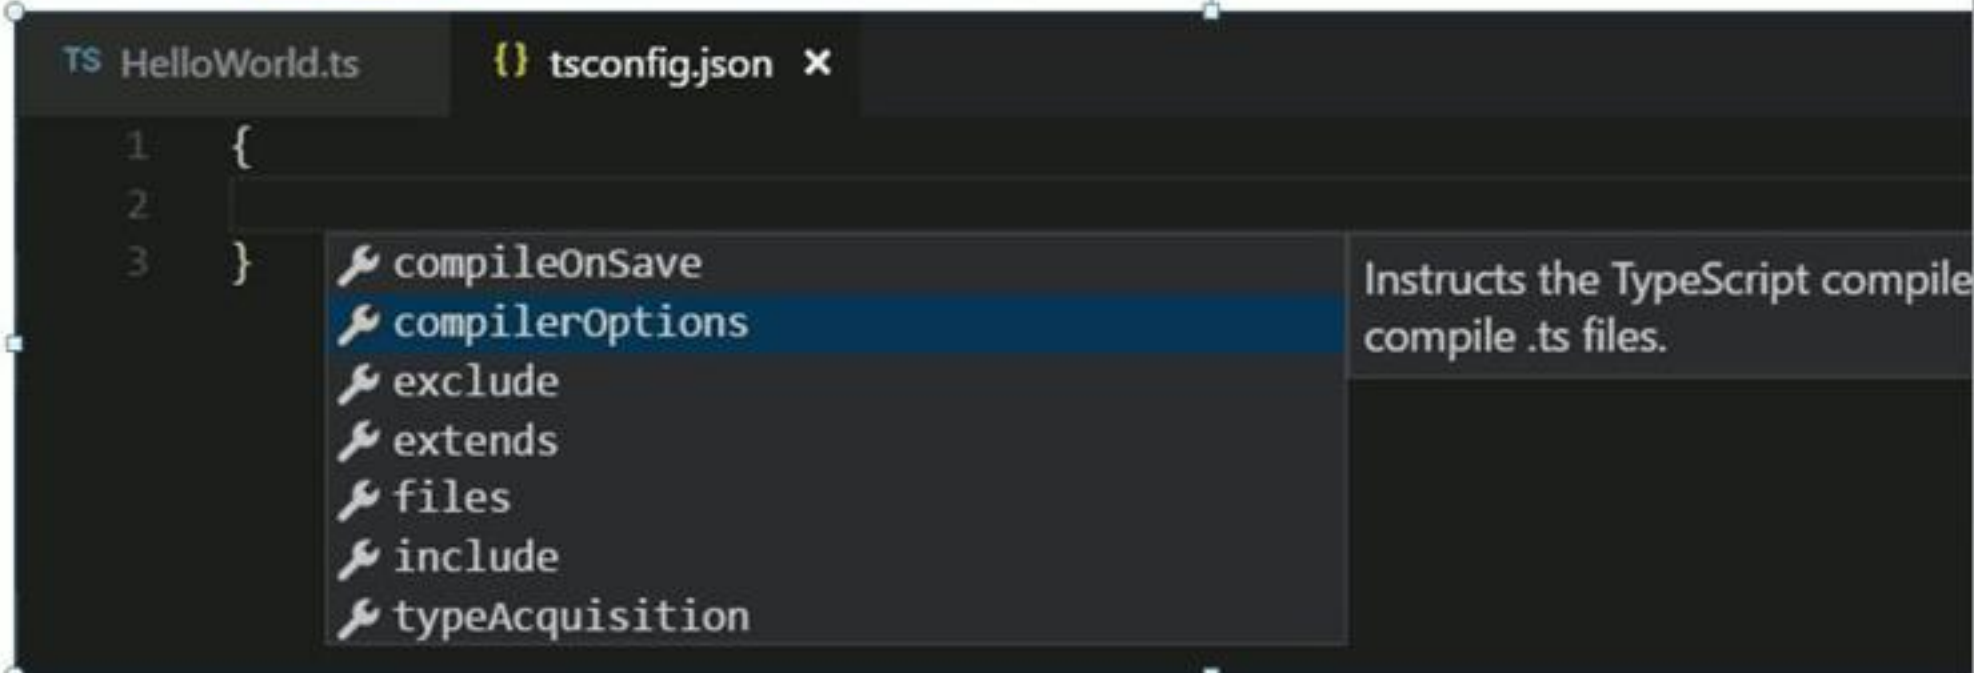 TS HelloWorld.ts {} tsconfig.json ×
1 {
2
3 }
compileOnSave
compilerOptions
exclude
extends
files
include
typeAcquisition
Instructs the TypeScript compile
compile .ts files.